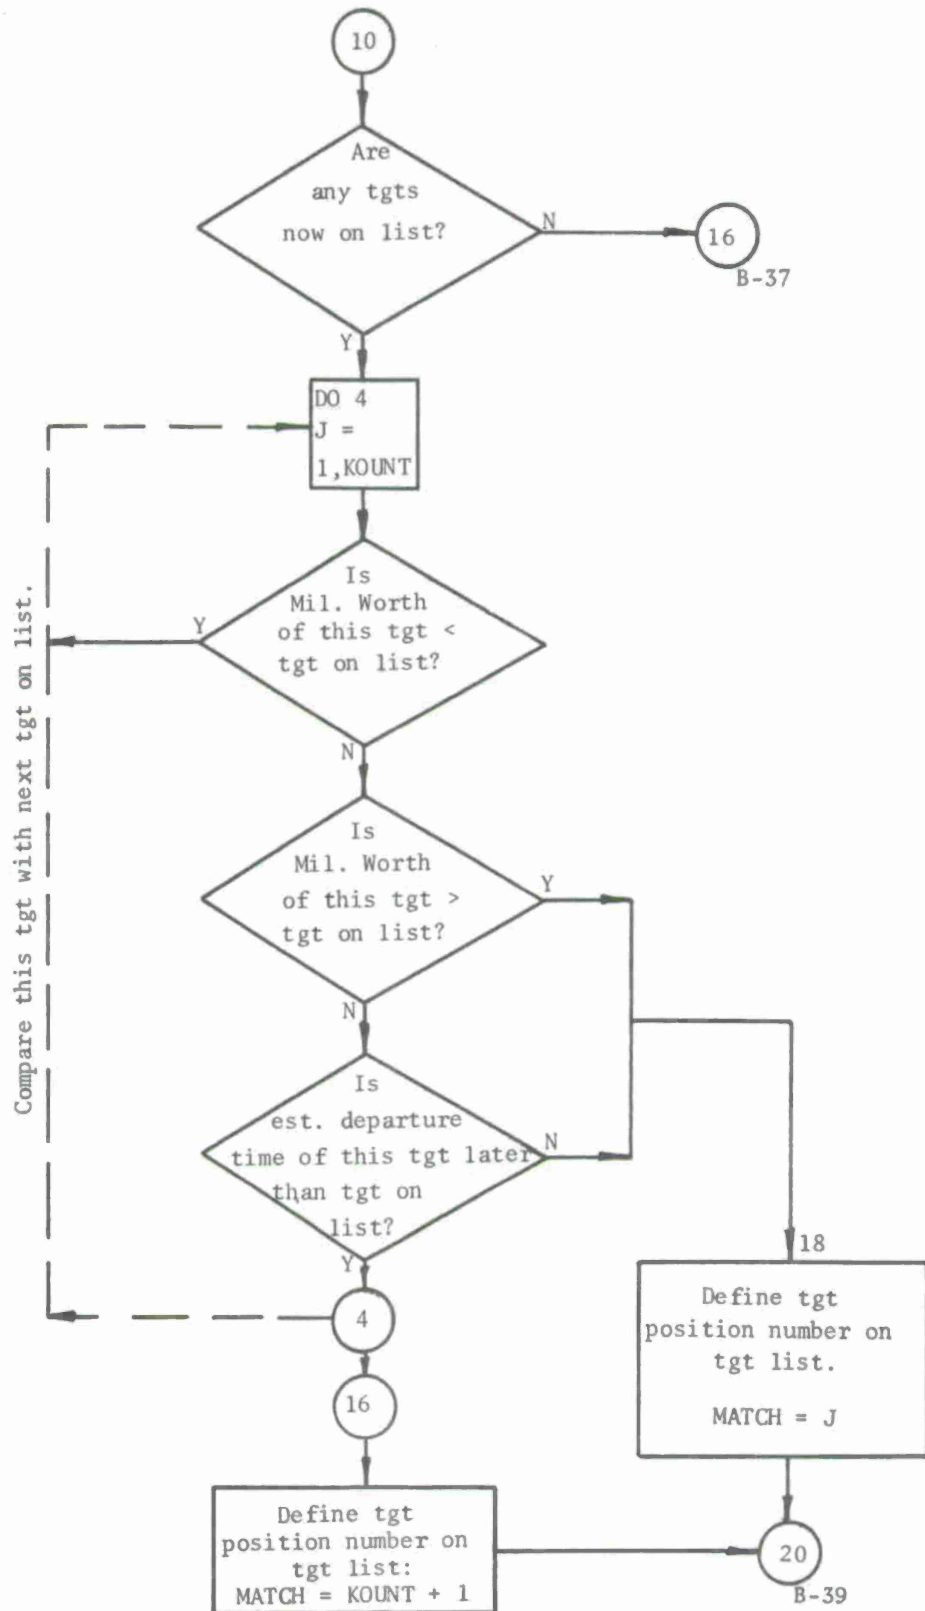 10
Are
any tgts
now on list?
N
16
B-37
Y
DO 4
J =
1,KOUNT
Compare this tgt with next tgt on list.
Is
Mil. Worth
of this tgt <
tgt on list?
Y
N
Is
Mil. Worth
of this tgt >
tgt on list?
Y
N
Is
est. departure
time of this tgt later
than tgt on
list?
N
Y
4
16
18
Define tgt
position number on
tgt list.
MATCH = J
Define tgt
position number on
tgt list:
MATCH = KOUNT + 1
20
B-39